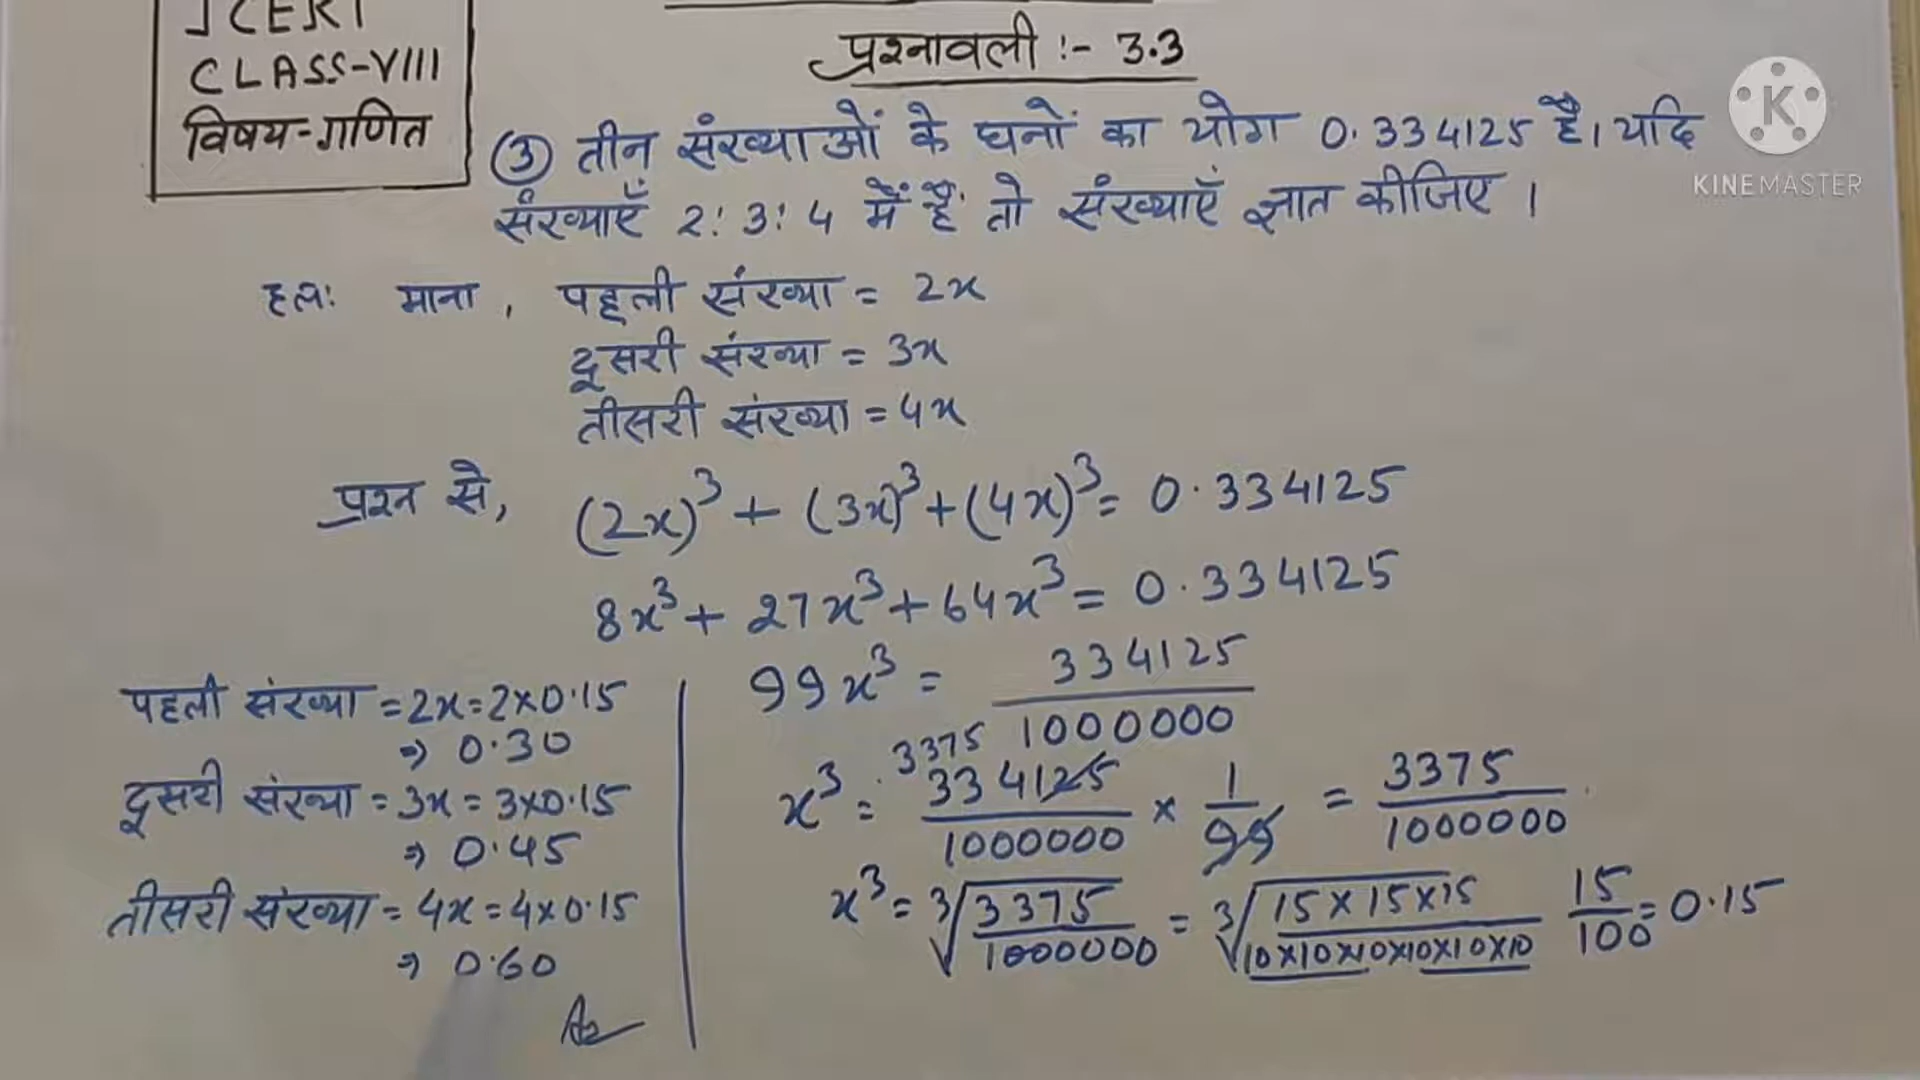 JCERT
CLASS-VIII
विषय-गणित
प्रश्नावली :- 3.3
③ तीन संख्याओं के घनों का योग 0.334125 है। यदि
संख्याएँ 2:3:4 में हैं तो संख्याएँ ज्ञात कीजिए ।
KINEMASTER
हल: माना, पहली संख्या = 2x
दूसरी संख्या = 3x
तीसरी संख्या = 4x
प्रश्न से, (2x)³ + (3x)³ + (4x)³ = 0.334125
8x³ + 27x³ + 64x³ = 0.334125
99x³ = 334125/1000000
x³ = 334125/1000000 × 1/99 = 3375/1000000
3375
x³ = ∛(3375/1000000) = ∛(15×15×15/10×10×10×10×10×10) 15/100 = 0.15
पहली संख्या = 2x = 2×0.15
⇒ 0.30
दूसरी संख्या = 3x = 3×0.15
⇒ 0.45
तीसरी संख्या = 4x = 4×0.15
⇒ 0.60